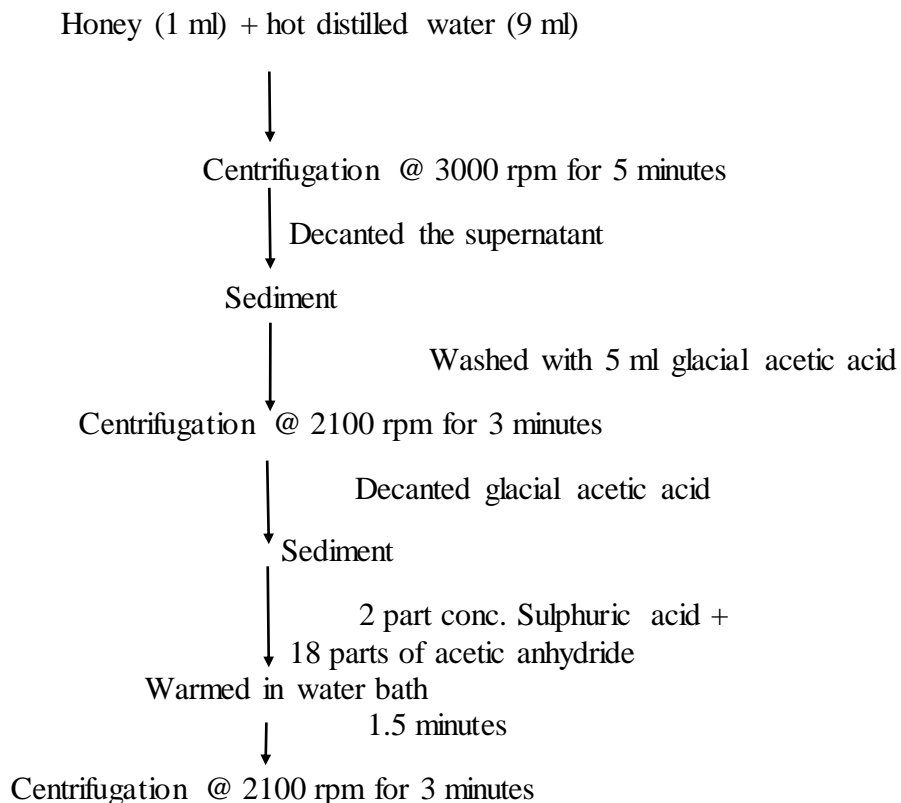 Honey (1 ml) + hot distilled water (9 ml)
Centrifugation @ 3000 rpm for 5 minutes
Decanted the supernatant
Sediment
Washed with 5 ml glacial acetic acid
Centrifugation @ 2100 rpm for 3 minutes
Decanted glacial acetic acid
Sediment
2 part conc. Sulphuric acid +
18 parts of acetic anhydride
Warmed in water bath
1.5 minutes
Centrifugation @ 2100 rpm for 3 minutes